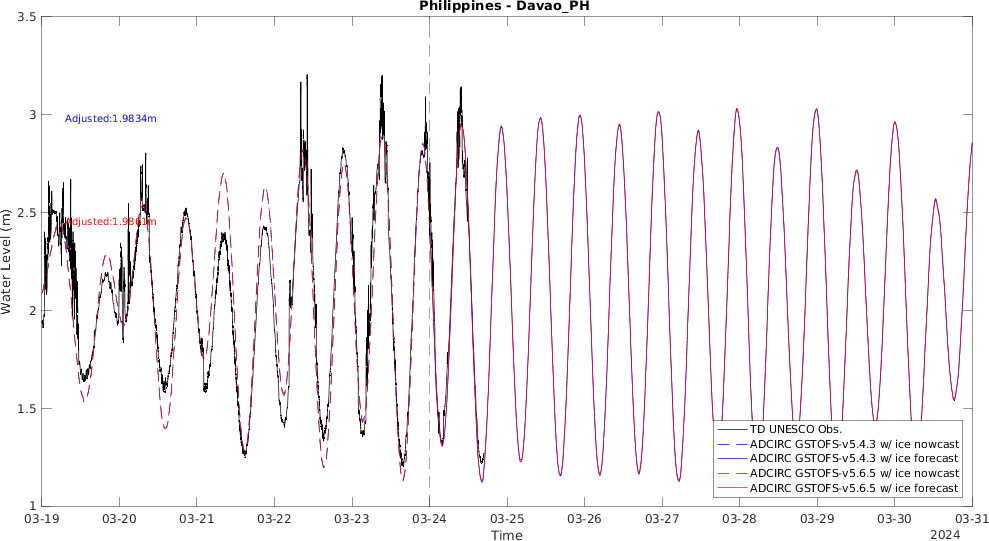 Philippines - Davao_PH
3.5
3
2.5
2
1.5
1
Water Level (m)
Adjusted:1.9834m
Adjusted:1.9861m
TD UNESCO Obs.
ADCIRC GSTOFS-v5.4.3 w/ ice nowcast
ADCIRC GSTOFS-v5.4.3 w/ ice forecast
ADCIRC GSTOFS-v5.6.5 w/ ice nowcast
ADCIRC GSTOFS-v5.6.5 w/ ice forecast
03-19 03-20 03-21 03-22 03-23 03-24 03-25 03-26 03-27 03-28 03-29 03-30 03-31
Time
2024